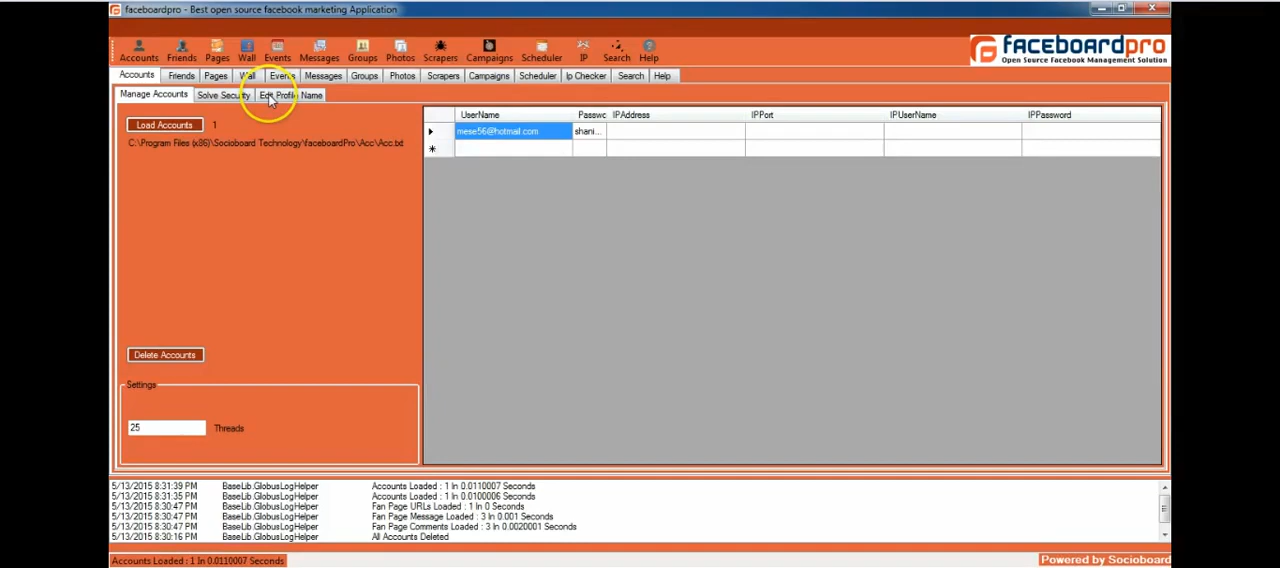 faceboardpro - Best open source facebook marketing Application
Accounts Friends Pages Wall Events Messages Groups Photos Scrapers Campaigns Scheduler IP Search Help
faceboardpro
Open Source Facebook Management Solution
Accounts Friends Pages Wall Events Messages Groups Photos Scrapers Campaigns Scheduler Ip Checker Search Help
Manage Accounts Solve Security Edit Profile Name
UserName Passwc IPAddress IPPort IPUserName IPPassword
Load Accounts 1
mese56@hotmail.com shani...
C:\Program Files (x86)\Socioboard Technology\faceboardPro\Acc\Acc.txt
Delete Accounts
Settings
25 Threads
5/13/2015 8:31:39 PM BaseLib.GlobusLogHelper Accounts Loaded : 1 In 0.0110007 Seconds
5/13/2015 8:31:35 PM BaseLib.GlobusLogHelper Accounts Loaded : 1 In 0.0100006 Seconds
5/13/2015 8:30:47 PM BaseLib.GlobusLogHelper Fan Page URLs Loaded : 1 In 0 Seconds
5/13/2015 8:30:47 PM BaseLib.GlobusLogHelper Fan Page Message Loaded : 3 In 0.001 Seconds
5/13/2015 8:30:47 PM BaseLib.GlobusLogHelper Fan Page Comments Loaded : 3 In 0.0020001 Seconds
5/13/2015 8:30:16 PM BaseLib.GlobusLogHelper All Accounts Deleted
Accounts Loaded : 1 In 0.0110007 Seconds
Powered by Socioboard